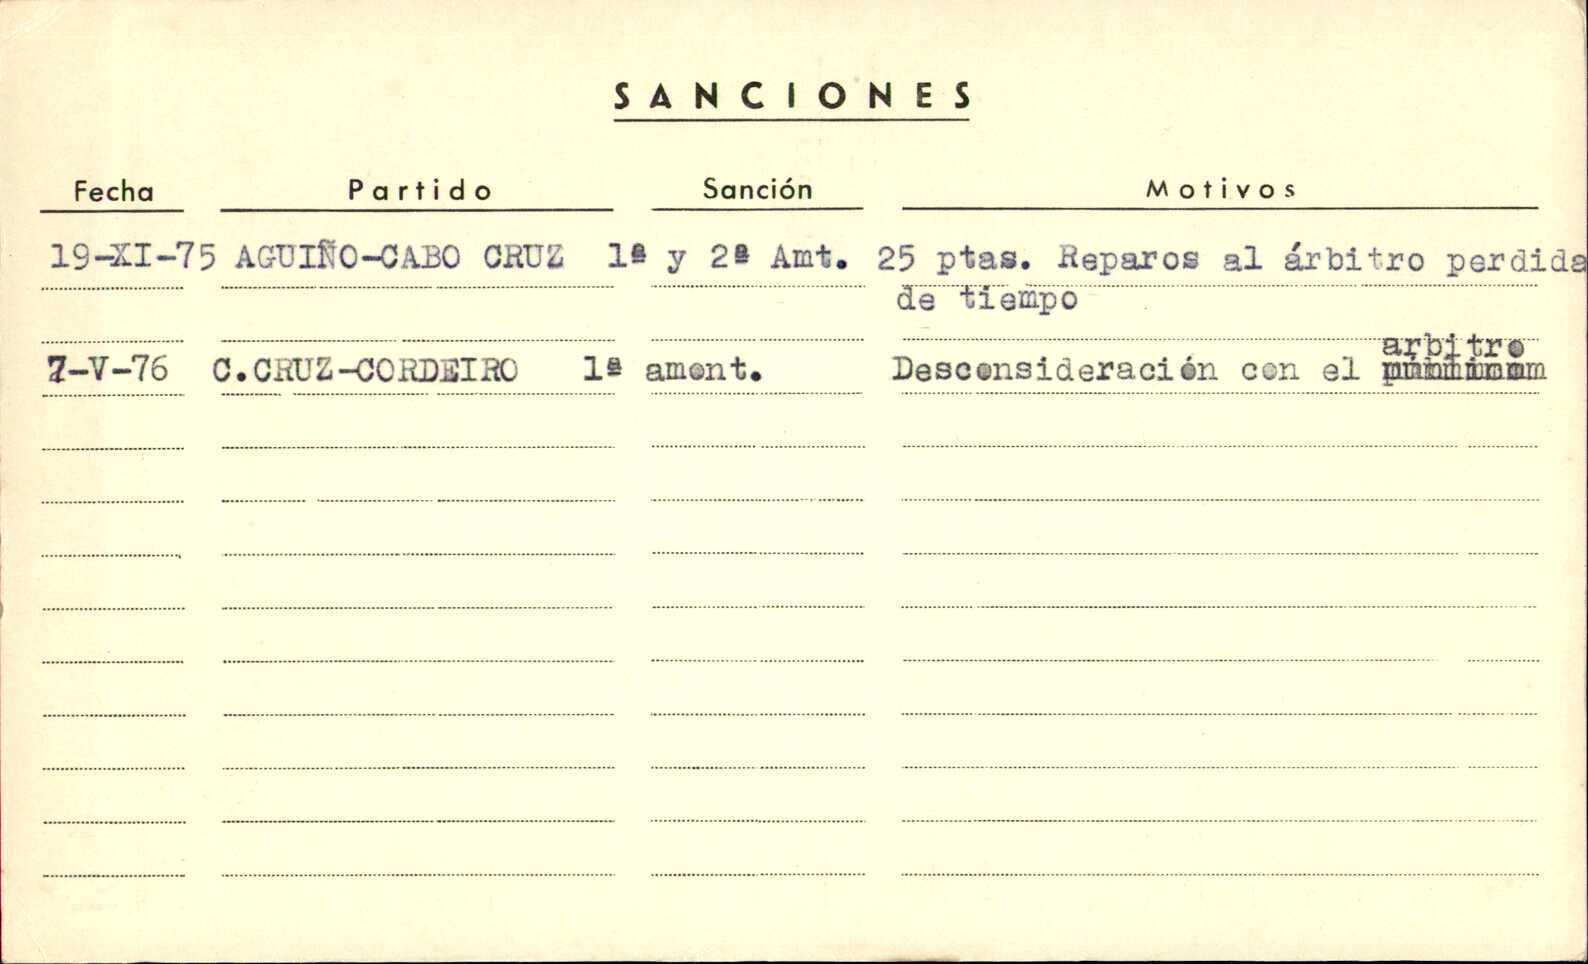 SANCIONES
Fecha Partido Sanción Motivos
19-XI-75 AGUIÑO-CABO CRUZ 1ª y 2ª Amt. 25 ptas. Reparos al árbitro perdida
de tiempo
arbitro
7-V-76 C.CRUZ-CORDEIRO 1ª amont. Desconsideración con el